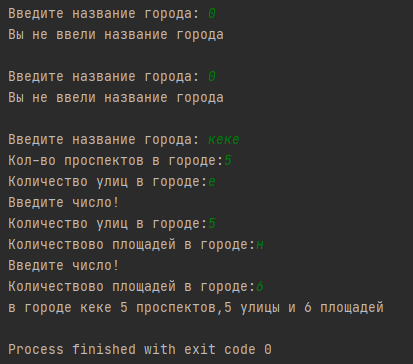 Введите название города: 0
Вы не ввели название города
Введите название города: 0
Вы не ввели название города
Введите название города: кеке
Кол-во проспектов в городе:5
Количество улиц в городе:е
Введите число!
Количество улиц в городе:5
Количествово площадей в городе:н
Введите число!
Количествово площадей в городе:6
в городе кеке 5 проспектов,5 улицы и 6 площадей
Process finished with exit code 0